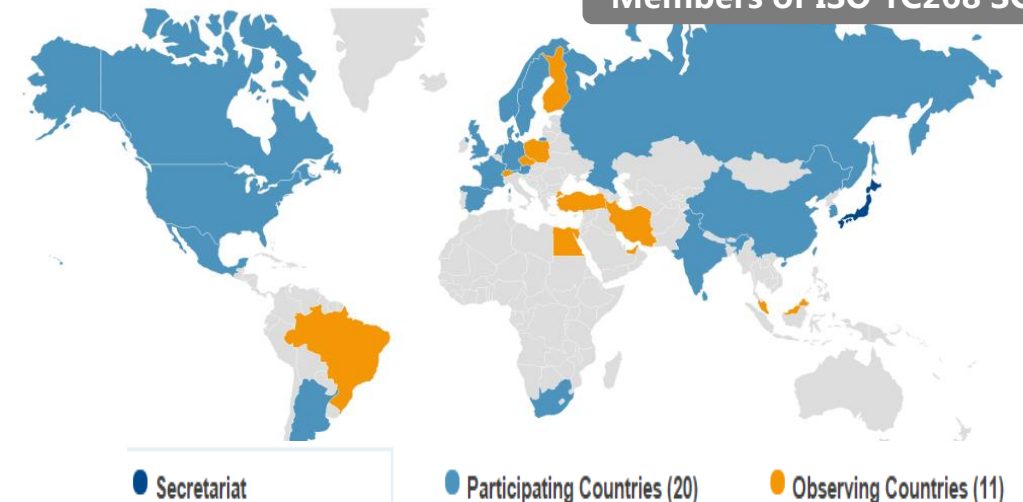 Members of ISO TC268 SC
Secretariat
Participating Countries (20)
Observing Countries (11)